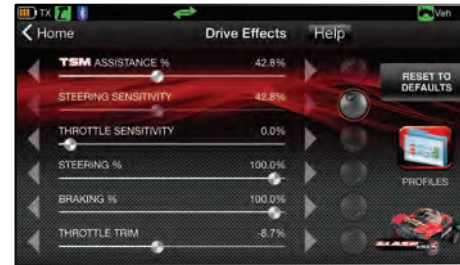 TX Veh
Home Drive Effects Help
TSM ASSISTANCE % 42.8%
STEERING SENSITIVITY 42.8%
THROTTLE SENSITIVITY 0.0%
STEERING % 100.0%
BRAKING % 100.0%
THROTTLE TRIM -8.7%
RESET TO
DEFAULTS
PROFILES
SLASH